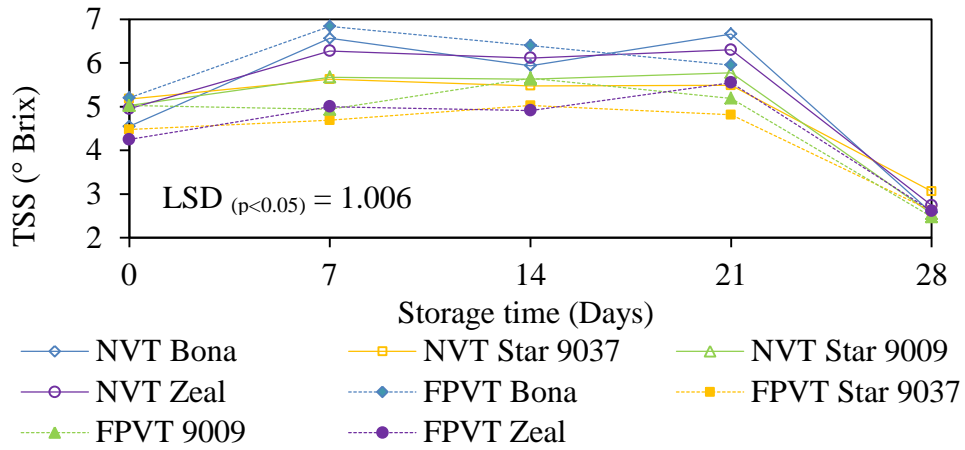 7
6
5
4
3
2
TSS (° Brix)
LSD (p<0.05) = 1.006
0 7 14 21 28
Storage time (Days)
NVT Bona NVT Star 9037 NVT Star 9009
NVT Zeal FPVT Bona FPVT Star 9037
FPVT 9009 FPVT Zeal